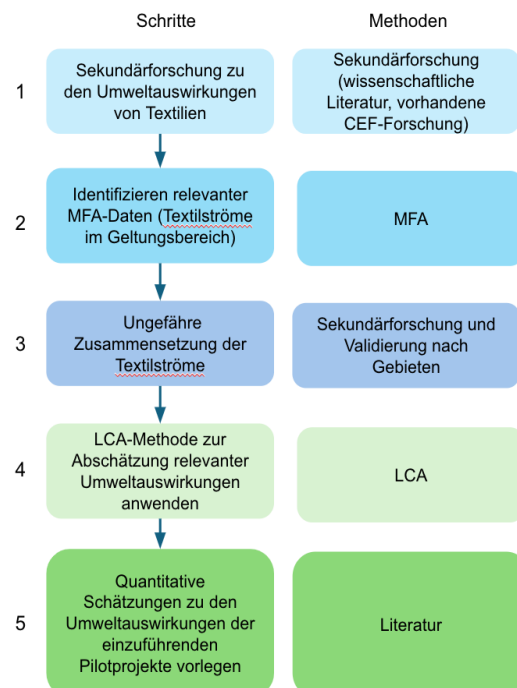 Schritte
Methoden
1
Sekundärforschung zu
den Umweltauswirkungen
von Textilien
Sekundärforschung
(wissenschaftliche
Literatur, vorhandene
CEF-Forschung)
2
Identifizieren relevanter
MFA-Daten (Textilströme
im Geltungsbereich)
MFA
3
Ungefähre
Zusammensetzung der
Textilströme
Sekundärforschung und
Validierung nach
Gebieten
4
LCA-Methode zur
Abschätzung relevanter
Umweltauswirkungen
anwenden
LCA
5
Quantitative
Schätzungen zu den
Umweltauswirkungen der
einzuführenden
Pilotprojekte vorlegen
Literatur